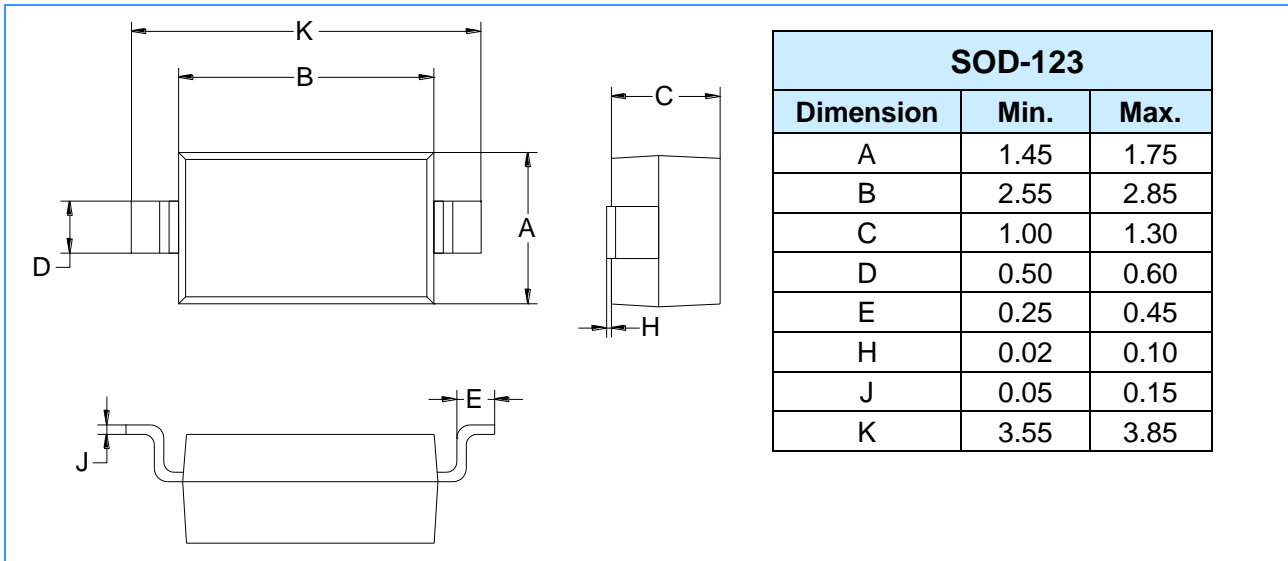 K
B
C
A
D
H
E
J
SOD-123
Dimension Min. Max.
A 1.45 1.75
B 2.55 2.85
C 1.00 1.30
D 0.50 0.60
E 0.25 0.45
H 0.02 0.10
J 0.05 0.15
K 3.55 3.85